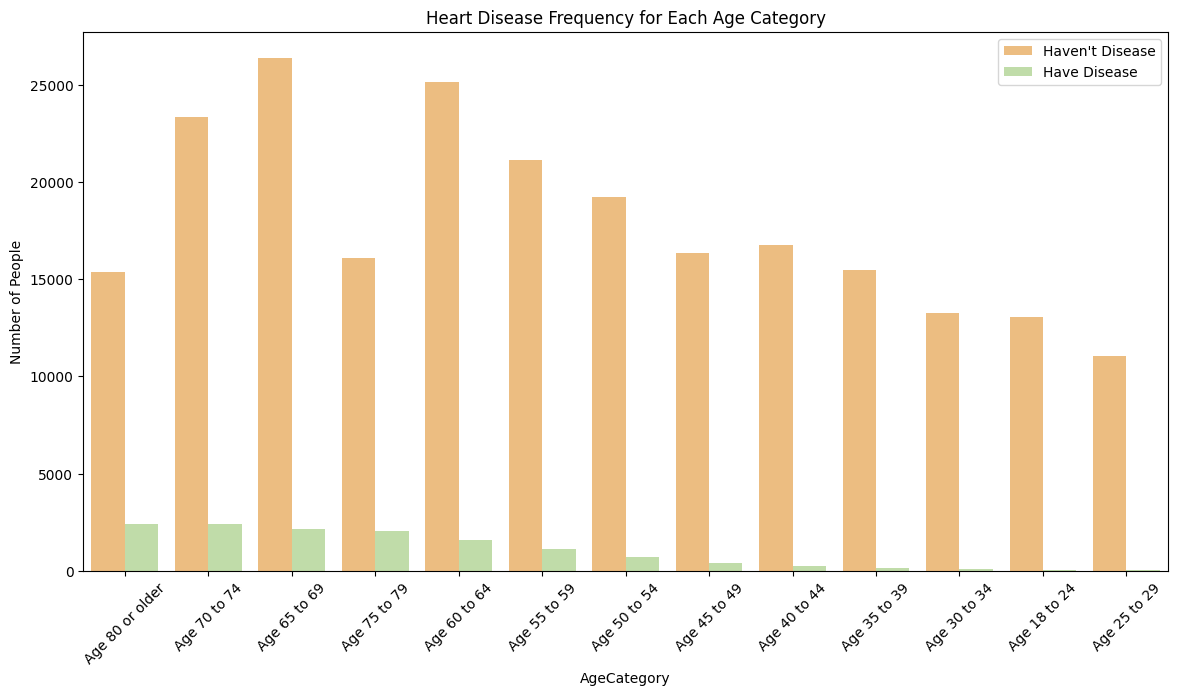 Heart Disease Frequency for Each Age Category
Haven't Disease
Have Disease
Number of People
25000
20000
15000
10000
5000
0
Age 80 or older
Age 70 to 74
Age 65 to 69
Age 75 to 79
Age 60 to 64
Age 55 to 59
Age 50 to 54
Age 45 to 49
Age 40 to 44
Age 35 to 39
Age 30 to 34
Age 18 to 24
Age 25 to 29
AgeCategory